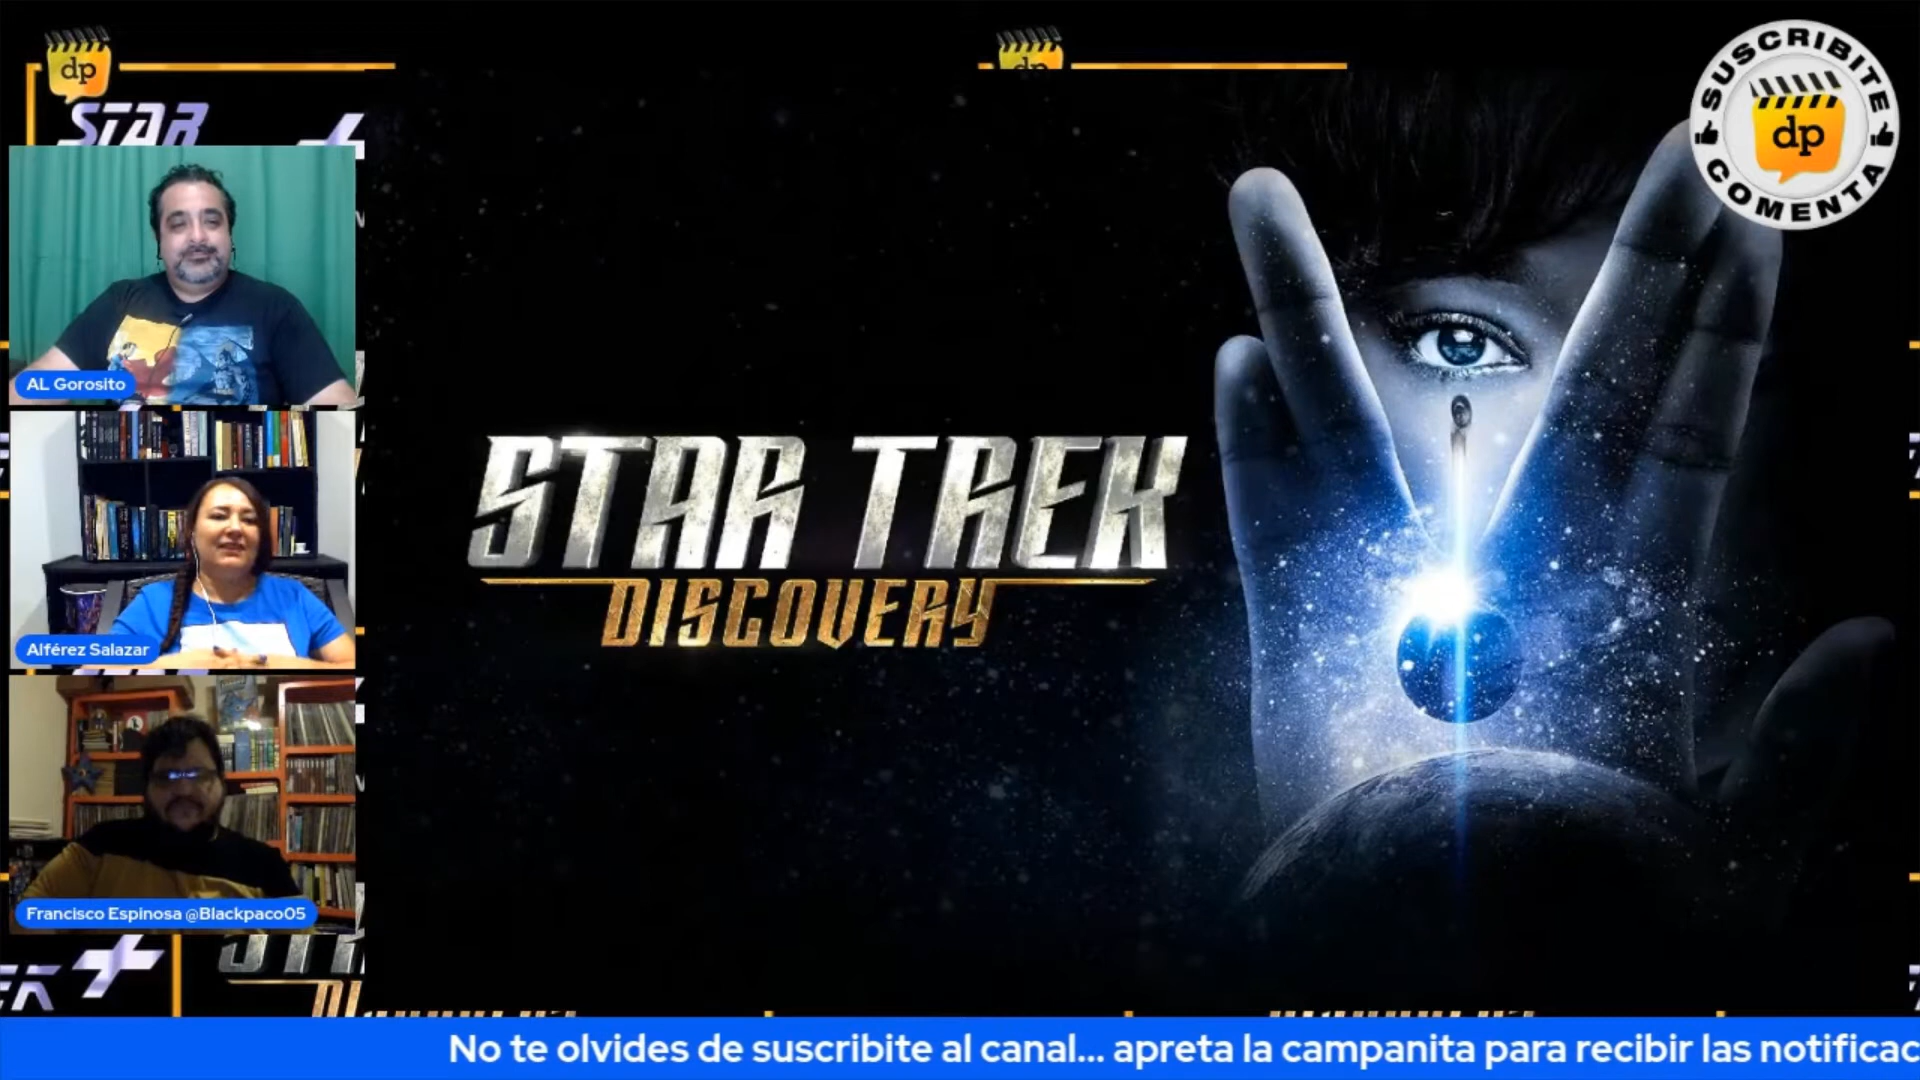 dp
dp
SUSCRIBITE
dp
COMENTA
STAR
AL Gorosito
STAR TREK
DISCOVERY
Alférez Salazar
Francisco Espinosa @Blackpaco05
No te olvides de suscribite al canal... apreta la campanita para recibir las notificac